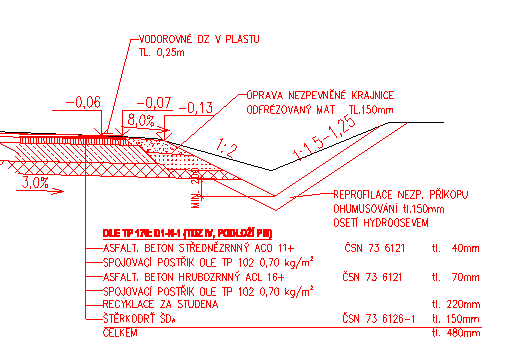 VODOROVNÉ DZ V PLASTU
TL. 0,25m
ÚPRAVA NEZPEVNĚNÉ KRAJNICE
ODFRÉZOVANÝ MAT TL.150mm
-0,06
-0,07
-0,13
8,0%
1:2
1:1,5-1,25
3,0%
MIN. 200
REPROFILACE NEZP. PŘÍKOPU
OHUMUSOVÁNÍ tl.150mm
OSETÍ HYDROOSEVEM
DLE TP 170: D1-N-1 (TDZ IV, PODLOŽÍ PIII)
ASFALT. BETON STŘEDNĚZRNNÝ ACO 11+ ČSN 73 6121 tl. 40mm
SPOJOVACÍ POSTŘIK DLE TP 102 0,70 kg/m²
ASFALT. BETON HRUBOZRNNÝ ACL 16+ ČSN 73 6121 tl. 70mm
SPOJOVACÍ POSTŘIK DLE TP 102 0,70 kg/m²
RECYKLACE ZA STUDENA tl. 220mm
ŠTĚRKODRŤ ŠDA ČSN 73 6126-1 tl. 150mm
CELKEM tl. 480mm